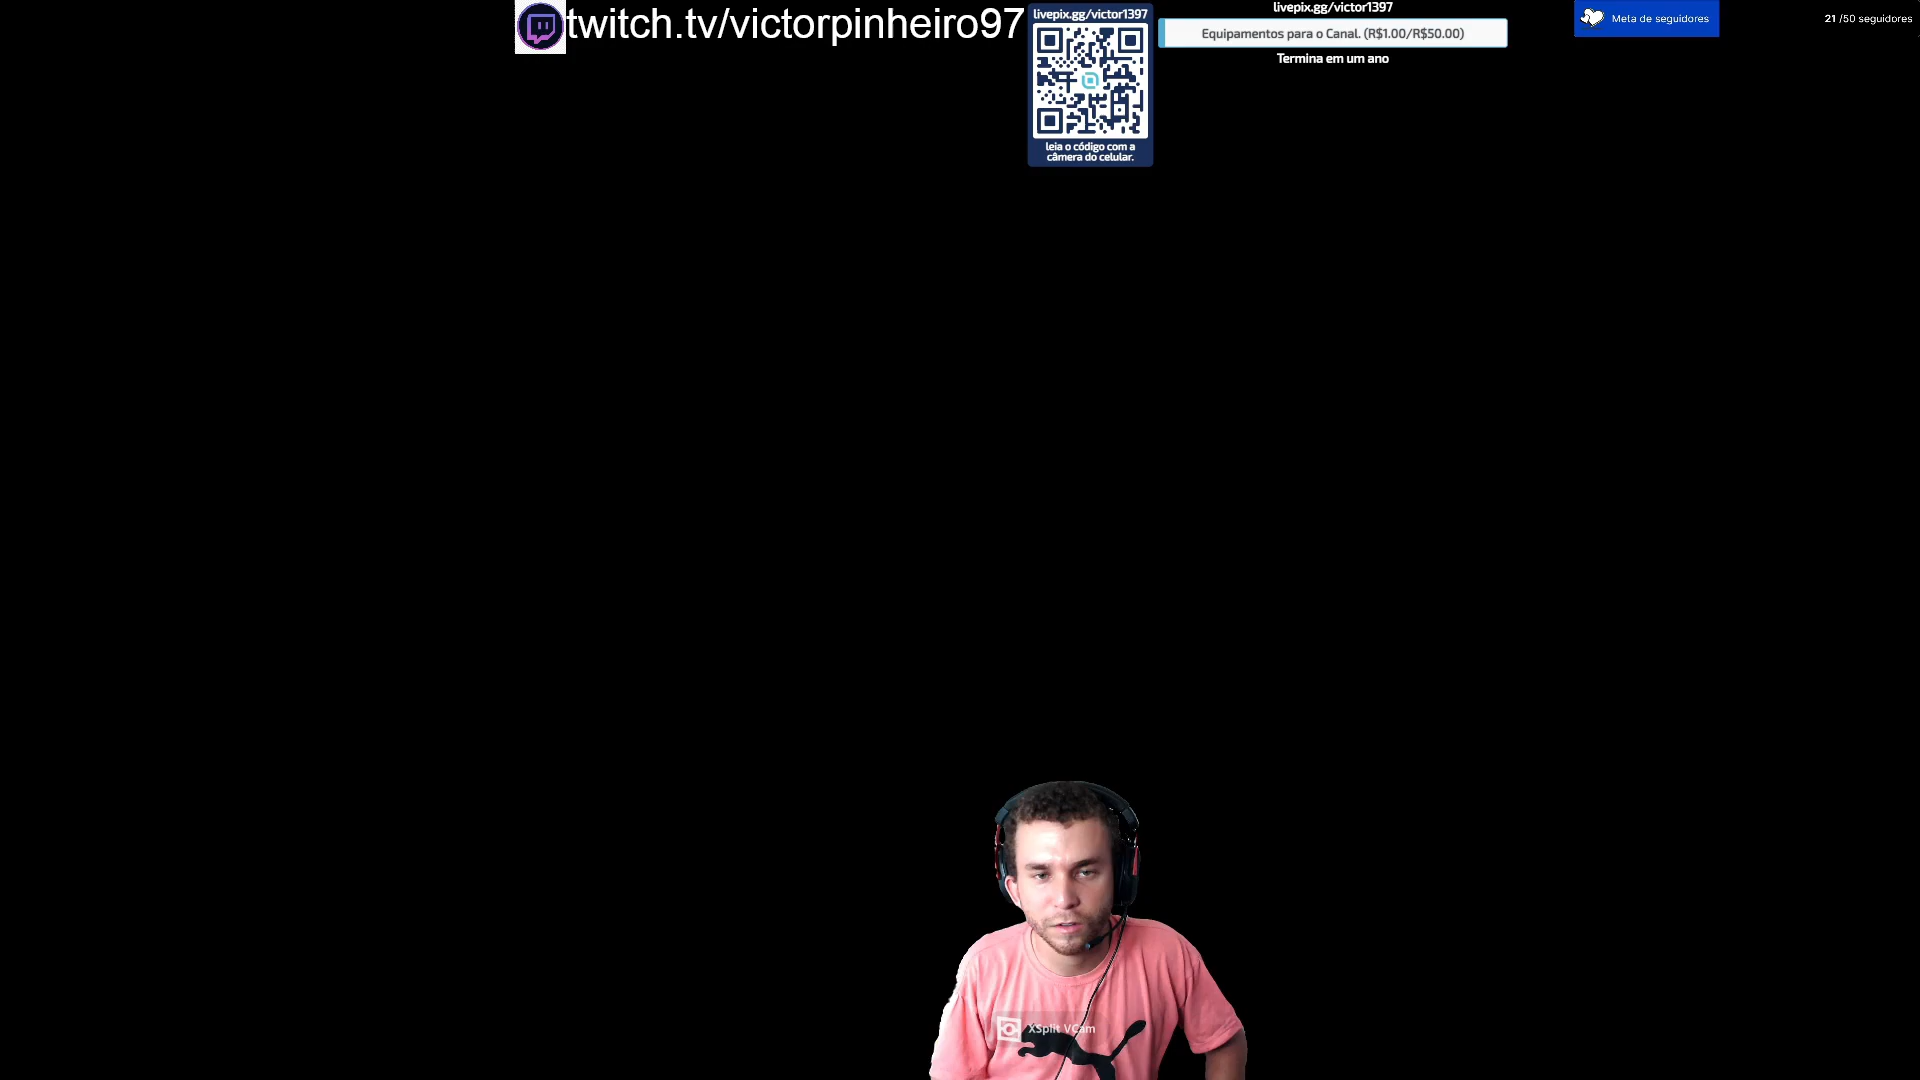 twitch.tv/victorpinheiro97
livepix.gg/victor1397
leia o código com a
câmera do celular.
livepix.gg/victor1397
Equipamentos para o Canal. (R$1.00/R$50.00)
Termina em um ano
Meta de seguidores
21 /50 seguidores
XSplit VCam